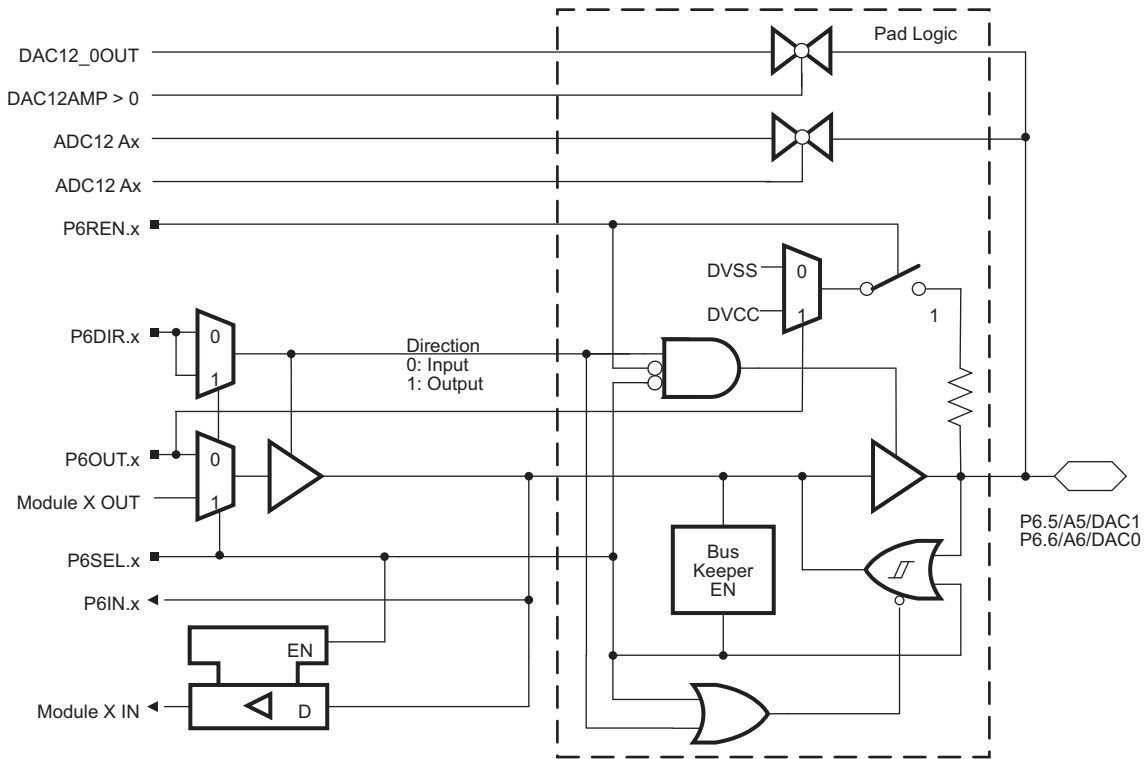 Pad Logic
DAC12_0OUT
DAC12AMP > 0
ADC12 Ax
ADC12 Ax
P6REN.x
DVSS
0
DVCC
1
1
P6DIR.x
0
1
Direction
0: Input
1: Output
P6OUT.x
0
Module X OUT
1
P6.5/A5/DAC1
P6.6/A6/DAC0
P6SEL.x
Bus
Keeper
EN
P6IN.x
EN
Module X IN
D